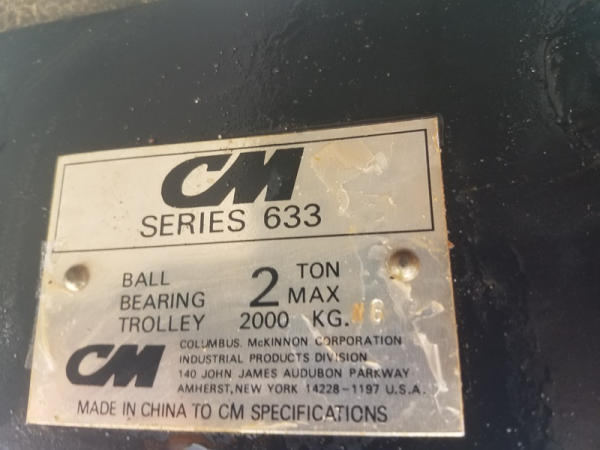 CM
SERIES 633
BALL BEARING TROLLEY
2 TON MAX
2000 KG.
CM
COLUMBUS. McKINNON CORPORATION
INDUSTRIAL PRODUCTS DIVISION
140 JOHN JAMES AUDUBON PARKWAY
AMHERST, NEW YORK 14228-1197 U.S.A.
MADE IN CHINA TO CM SPECIFICATIONS